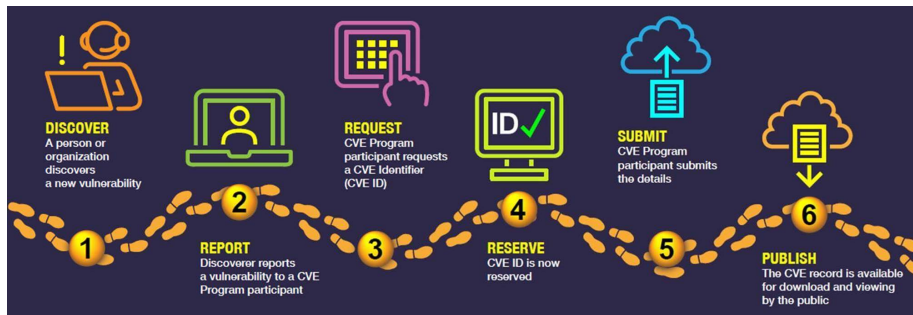 DISCOVER
A person or
organization
discovers
a new vulnerability
1
2
REPORT
Discoverer reports
a vulnerability to a CVE
Program participant
REQUEST
CVE Program
participant requests
a CVE Identifier
(CVE ID)
3
ID
4
RESERVE
CVE ID is now
reserved
SUBMIT
CVE Program
participant submits
the details
5
6
PUBLISH
The CVE record is available
for download and viewing
by the public